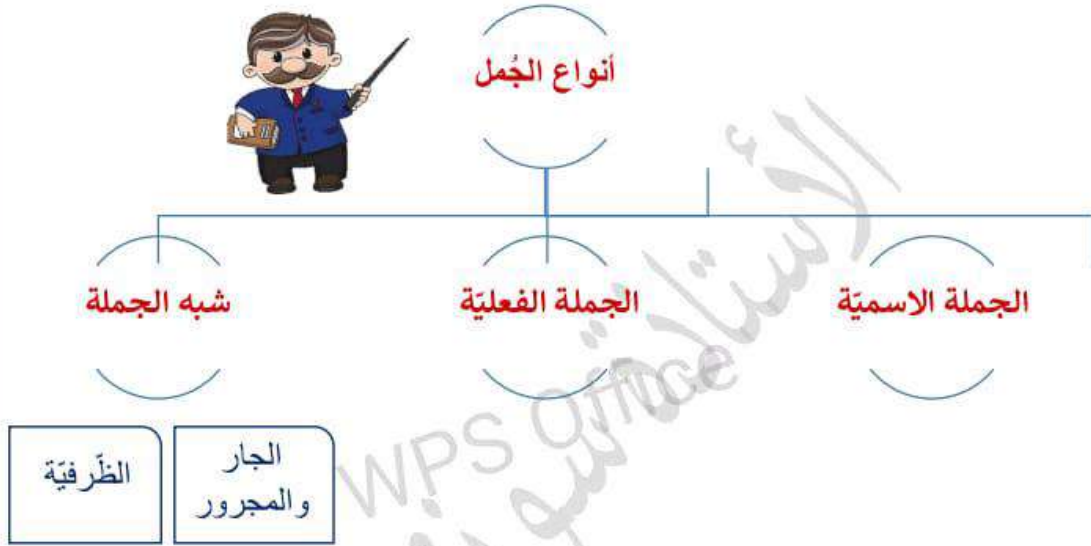 أنواع الجُمل
الجملة الاسميّة
الجملة الفعليّة
شبه الجملة
الجار
والمجرور
الظّرفيّة
WPS Office